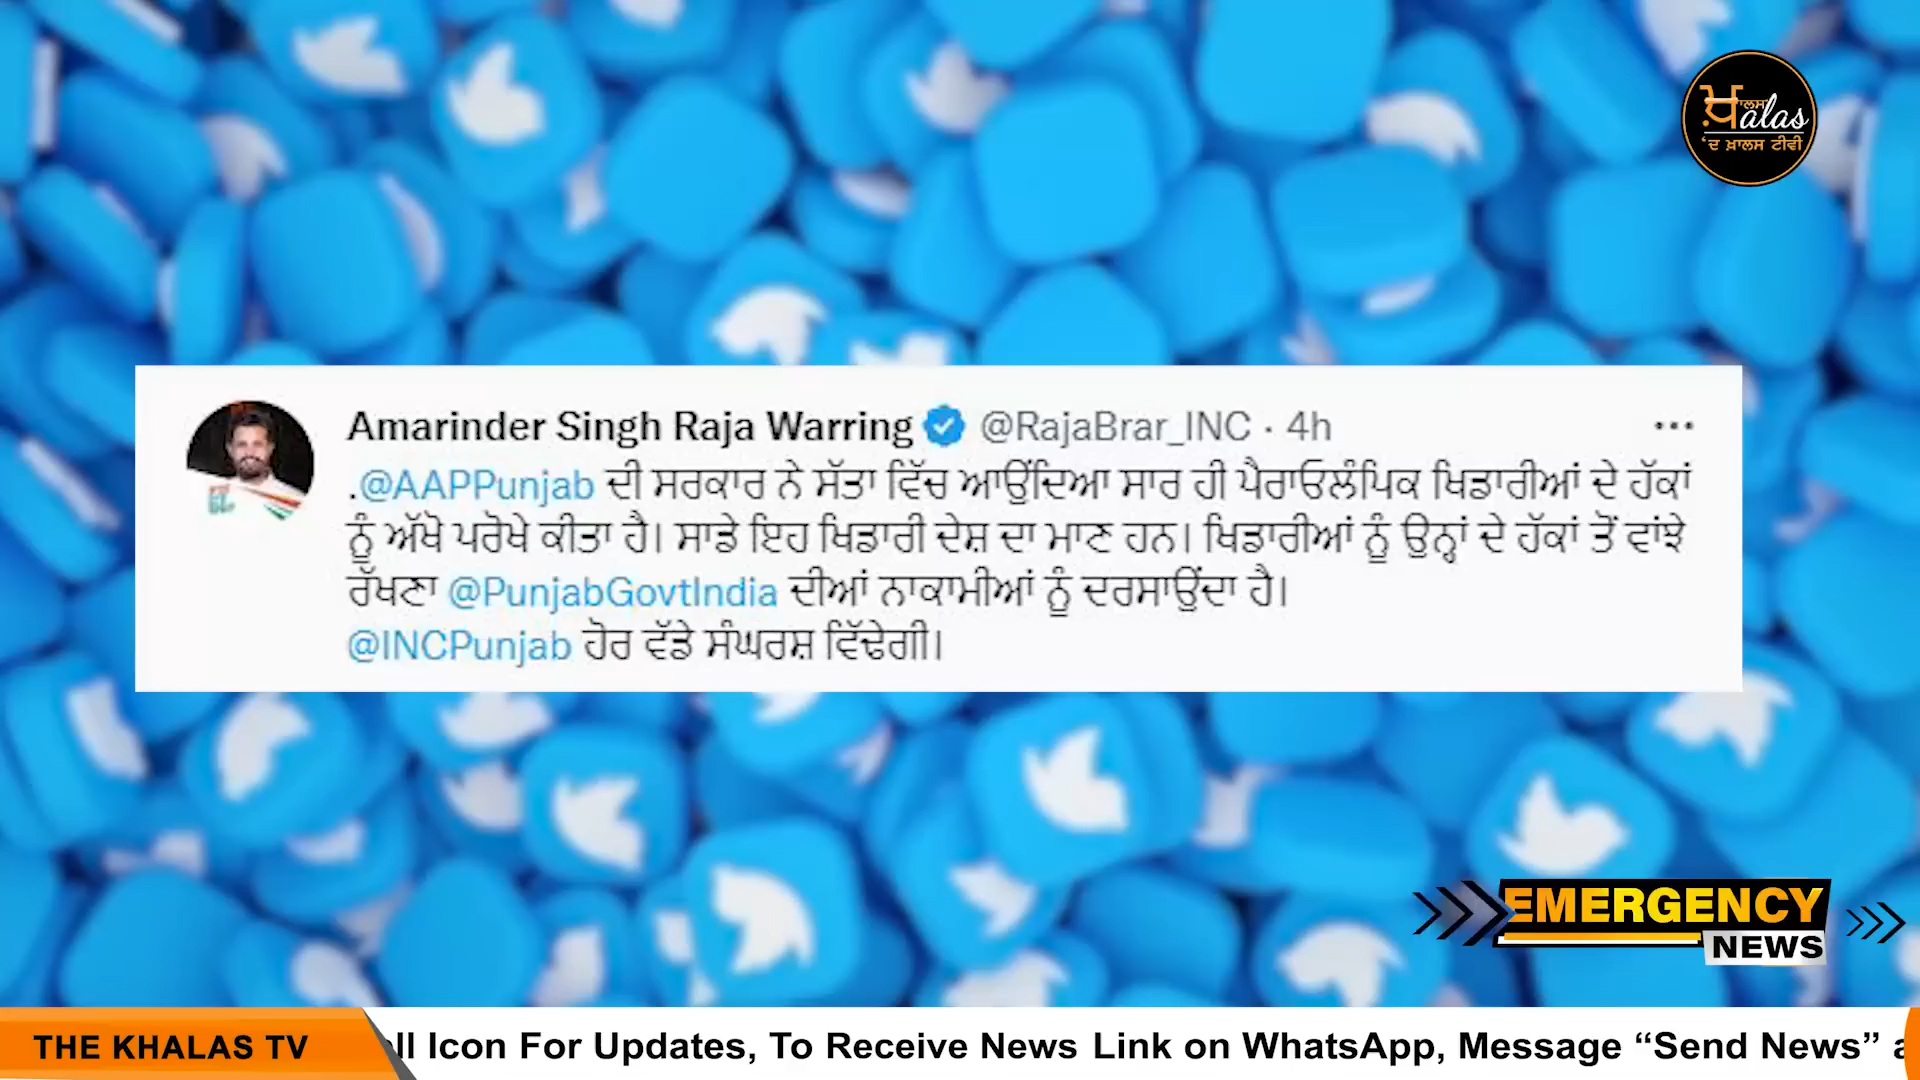 ਖ਼ਾਲਸ
alas
‘ਦ ਖ਼ਾਲਸ ਟੀਵੀ
Amarinder Singh Raja Warring @RajaBrar_INC · 4h
.@AAPPunjab ਦੀ ਸਰਕਾਰ ਨੇ ਸੱਤਾ ਵਿੱਚ ਆਉਂਦਿਆ ਸਾਰ ਹੀ ਪੈਰਾਓਲੰਪਿਕ ਖਿਡਾਰੀਆਂ ਦੇ ਹੱਕਾਂ
ਨੂੰ ਅੱਖੋ ਪਰੋਖੇ ਕੀਤਾ ਹੈ। ਸਾਡੇ ਇਹ ਖਿਡਾਰੀ ਦੇਸ਼ ਦਾ ਮਾਣ ਹਨ। ਖਿਡਾਰੀਆਂ ਨੂੰ ਉਨ੍ਹਾਂ ਦੇ ਹੱਕਾਂ ਤੋਂ ਵਾਂਝੇ
ਰੱਖਣਾ @PunjabGovtIndia ਦੀਆਂ ਨਾਕਾਮੀਆਂ ਨੂੰ ਦਰਸਾਉਂਦਾ ਹੈ।
@INCPunjab ਹੋਰ ਵੱਡੇ ਸੰਘਰਸ਼ ਵਿੱਢੇਗੀ।
EMERGENCY
NEWS
THE KHALAS TV
ll Icon For Updates, To Receive News Link on WhatsApp, Message “Send News” a